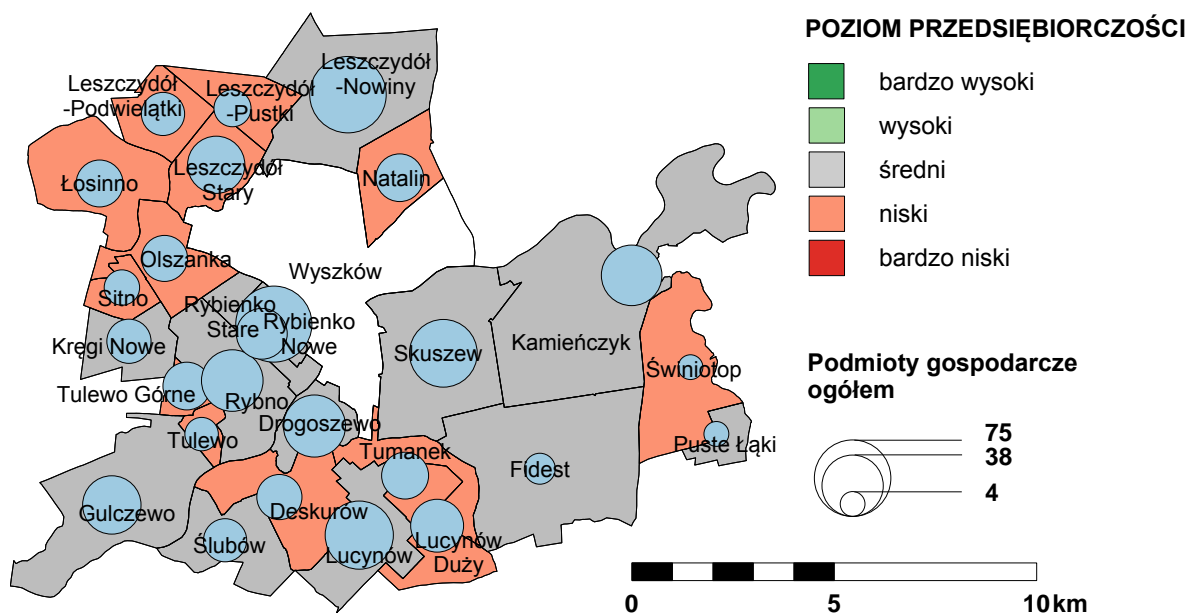 Leszczydół
-Nowiny
Leszczydół
-Podwielątki
Leszczydół
-Pustki
Leszczydół
Stary
Łosinno
Natalin
Olszanka
Wyszków
Sitno
Rybienko
Stare
Rybienko
Nowe
Kręgi Nowe
Skuszew
Kamieńczyk
Świniotop
Tulewo Górne
Rybno
Drogoszewo
Tulewo
Tumanek
Puste Łąki
Fidest
Gulczewo
Deskurów
Ślubów
Lucynów
Lucynów
Duży
POZIOM PRZEDSIĘBIORCZOŚCI
bardzo wysoki
wysoki
średni
niski
bardzo niski
Podmioty gospodarcze
ogółem
75
38
4
0
5
10 km